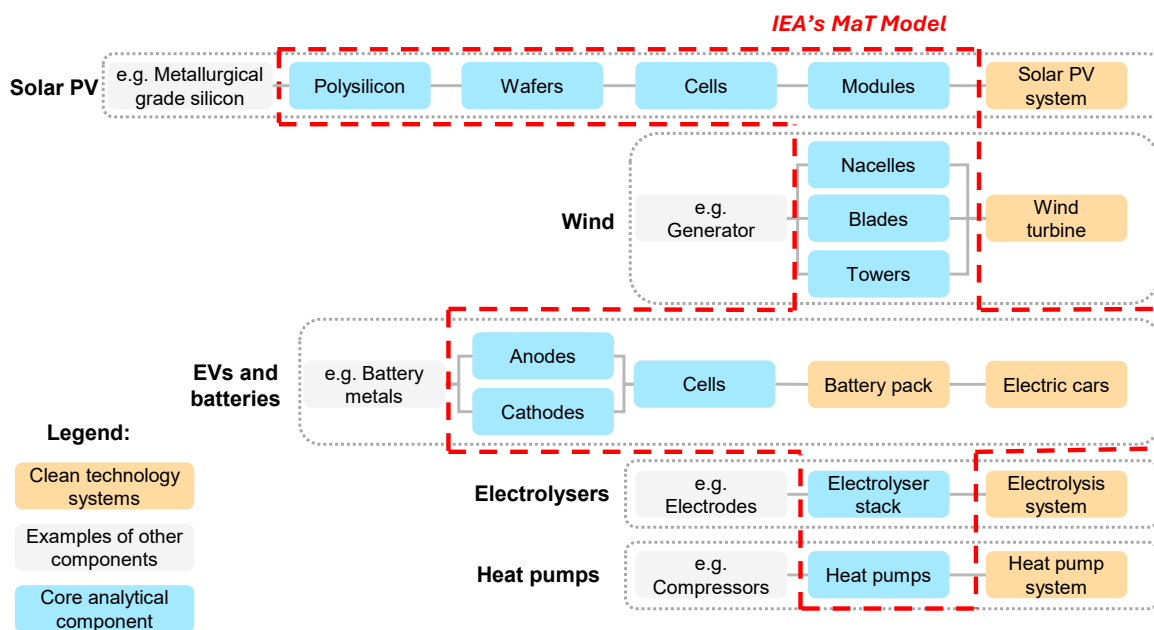 IEA's MaT Model
Solar PV
e.g. Metallurgical
grade silicon
Polysilicon
Wafers
Cells
Modules
Solar PV
system
Wind
e.g.
Generator
Nacelles
Blades
Towers
Wind
turbine
EVs and
batteries
e.g. Battery
metals
Anodes
Cathodes
Cells
Battery pack
Electric cars
Legend:
Clean technology
systems
Examples of other
components
Core analytical
component
Electrolysers
e.g.
Electrodes
Electrolyser
stack
Electrolysis
system
Heat pumps
e.g.
Compressors
Heat pumps
Heat pump
system